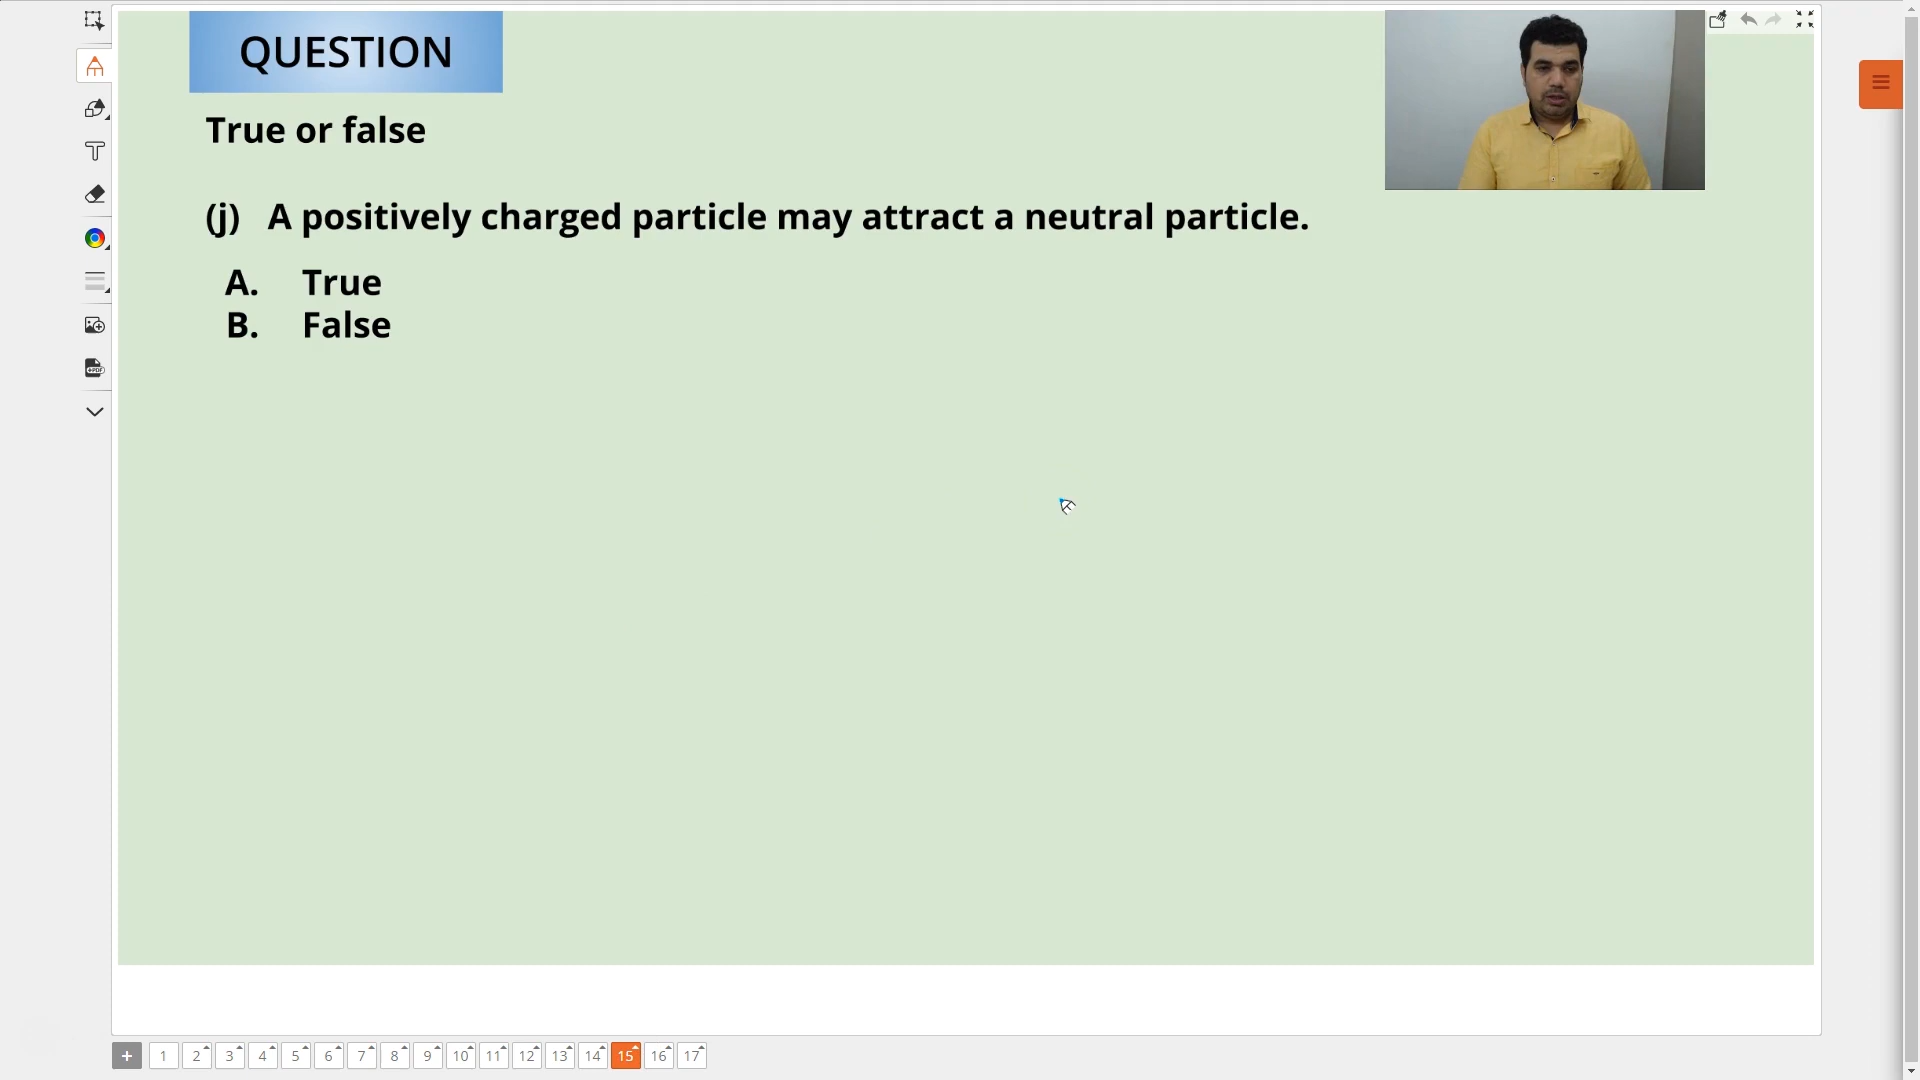 QUESTION
True or false
(j) A positively charged particle may attract a neutral particle.
A. True
B. False
+ 1 2 3 4 5 6 7 8 9 10 11 12 13 14 15 16 17